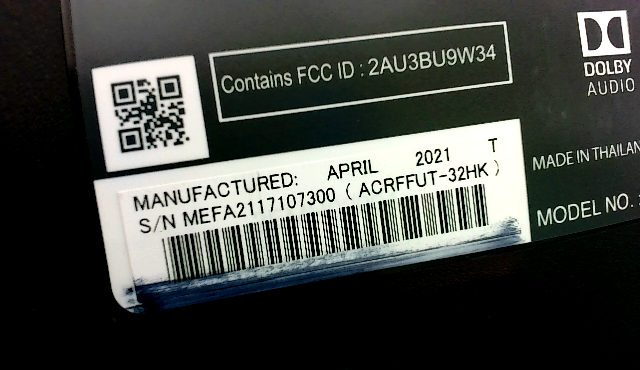 Contains FCC ID : 2AU3BU9W34
DOLBY
AUDIO
MANUFACTURED: APRIL 2021 T
S/N MEFA2117107300 ( ACRFFUT-32HK )
MADE IN THAILAN
MODEL NO. :